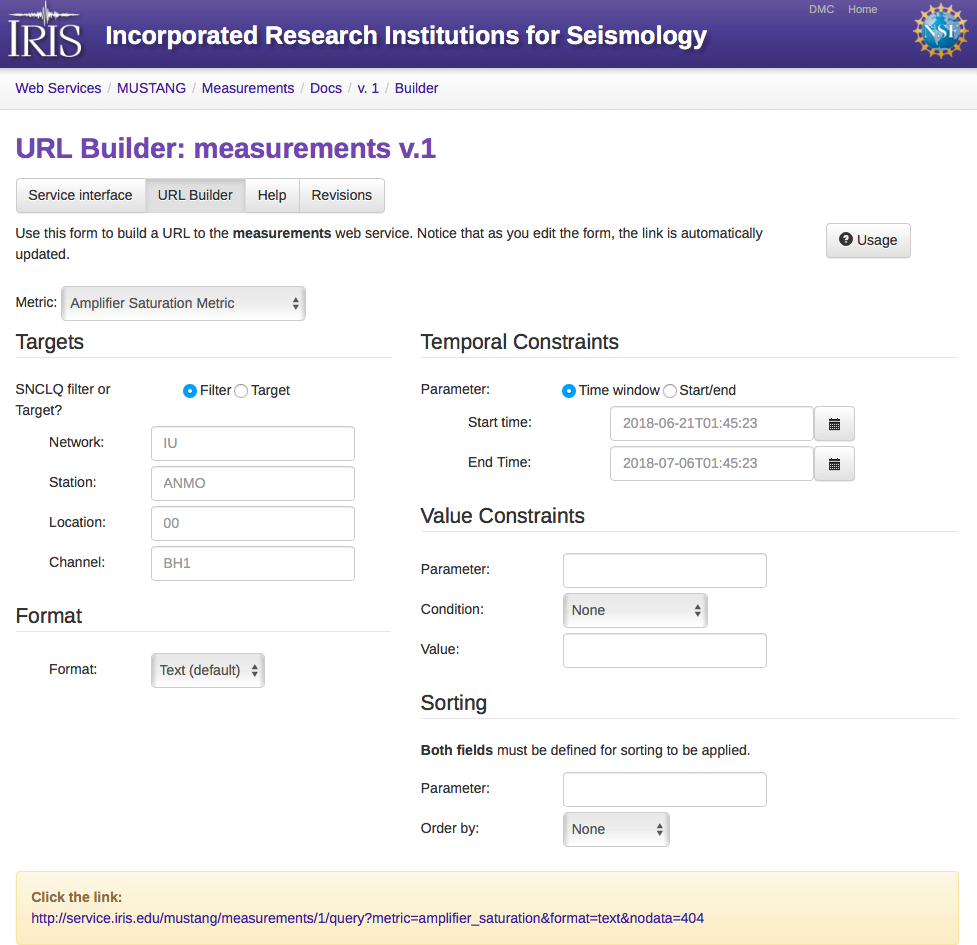 DMC Home
IRIS
Incorporated Research Institutions for Seismology
NSF
Web Services / MUSTANG / Measurements / Docs / v. 1 / Builder
URL Builder: measurements v.1
Service interface URL Builder Help Revisions
Use this form to build a URL to the measurements web service. Notice that as you edit the form, the link is automatically
updated.
Usage
Metric: Amplifier Saturation Metric
Targets
SNCLQ filter or
Target?
Filter Target
Network: IU
Station: ANMO
Location: 00
Channel: BH1
Format
Format: Text (default)
Temporal Constraints
Parameter: Time window Start/end
Start time: 2018-06-21T01:45:23
End Time: 2018-07-06T01:45:23
Value Constraints
Parameter:
Condition: None
Value:
Sorting
Both fields must be defined for sorting to be applied.
Parameter:
Order by: None
Click the link:
http://service.iris.edu/mustang/measurements/1/query?metric=amplifier_saturation&format=text&nodata=404